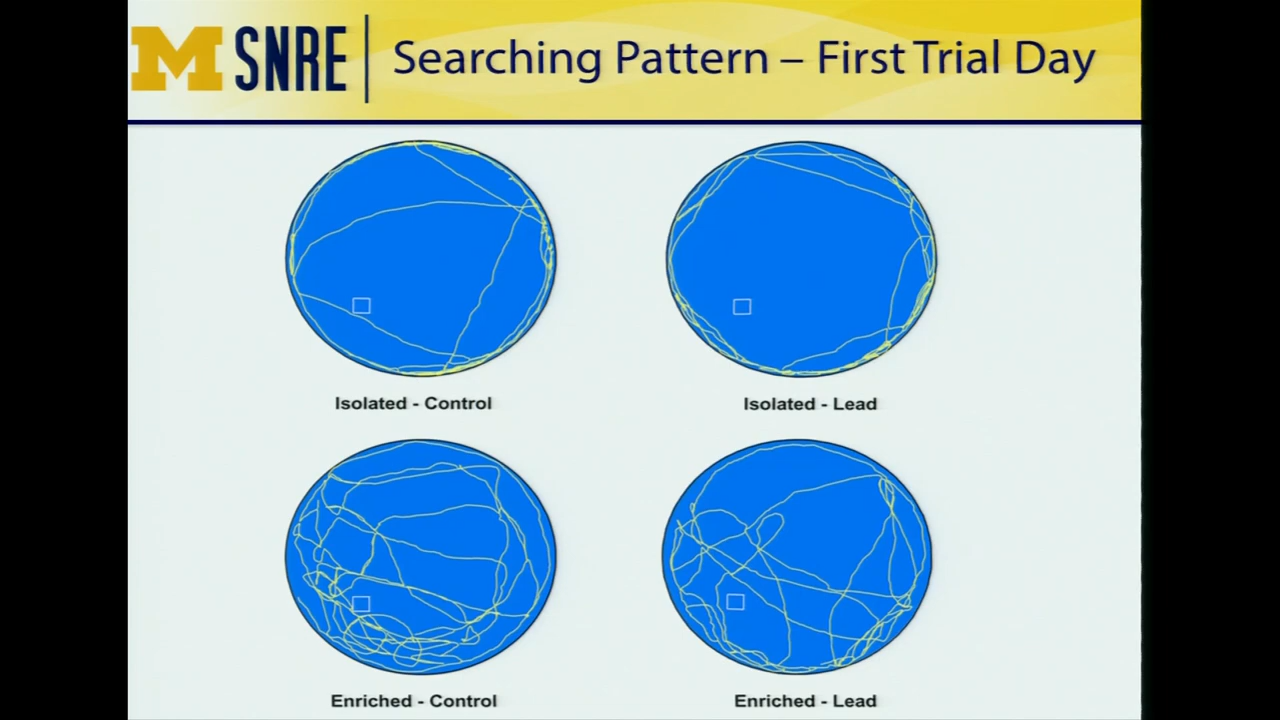 M SNRE Searching Pattern – First Trial Day
Isolated - Control
Isolated - Lead
Enriched - Control
Enriched - Lead